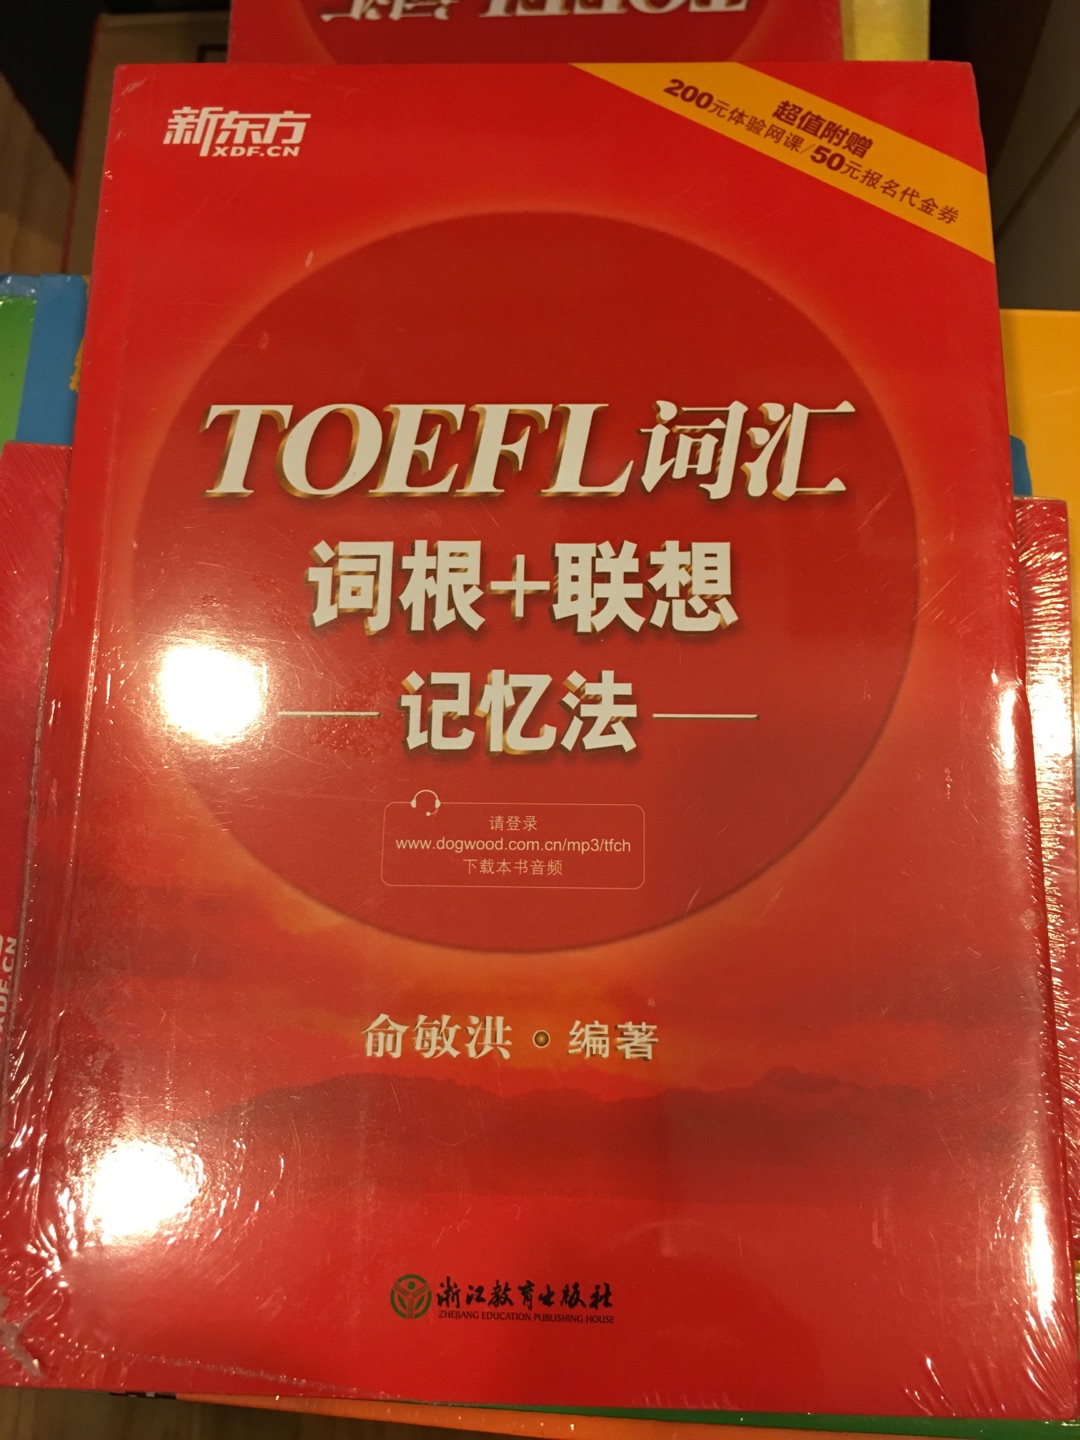 新东方
XDF.CN
超值附赠
200元体验网课/50元报名代金券
TOEFL词汇
词根+联想
记忆法
请登录
www.dogwood.com.cn/mp3/tfch
下载本书音频
俞敏洪·编著
浙江教育出版社
ZHEJIANG EDUCATION PUBLISHING HOUSE
XDF.CN